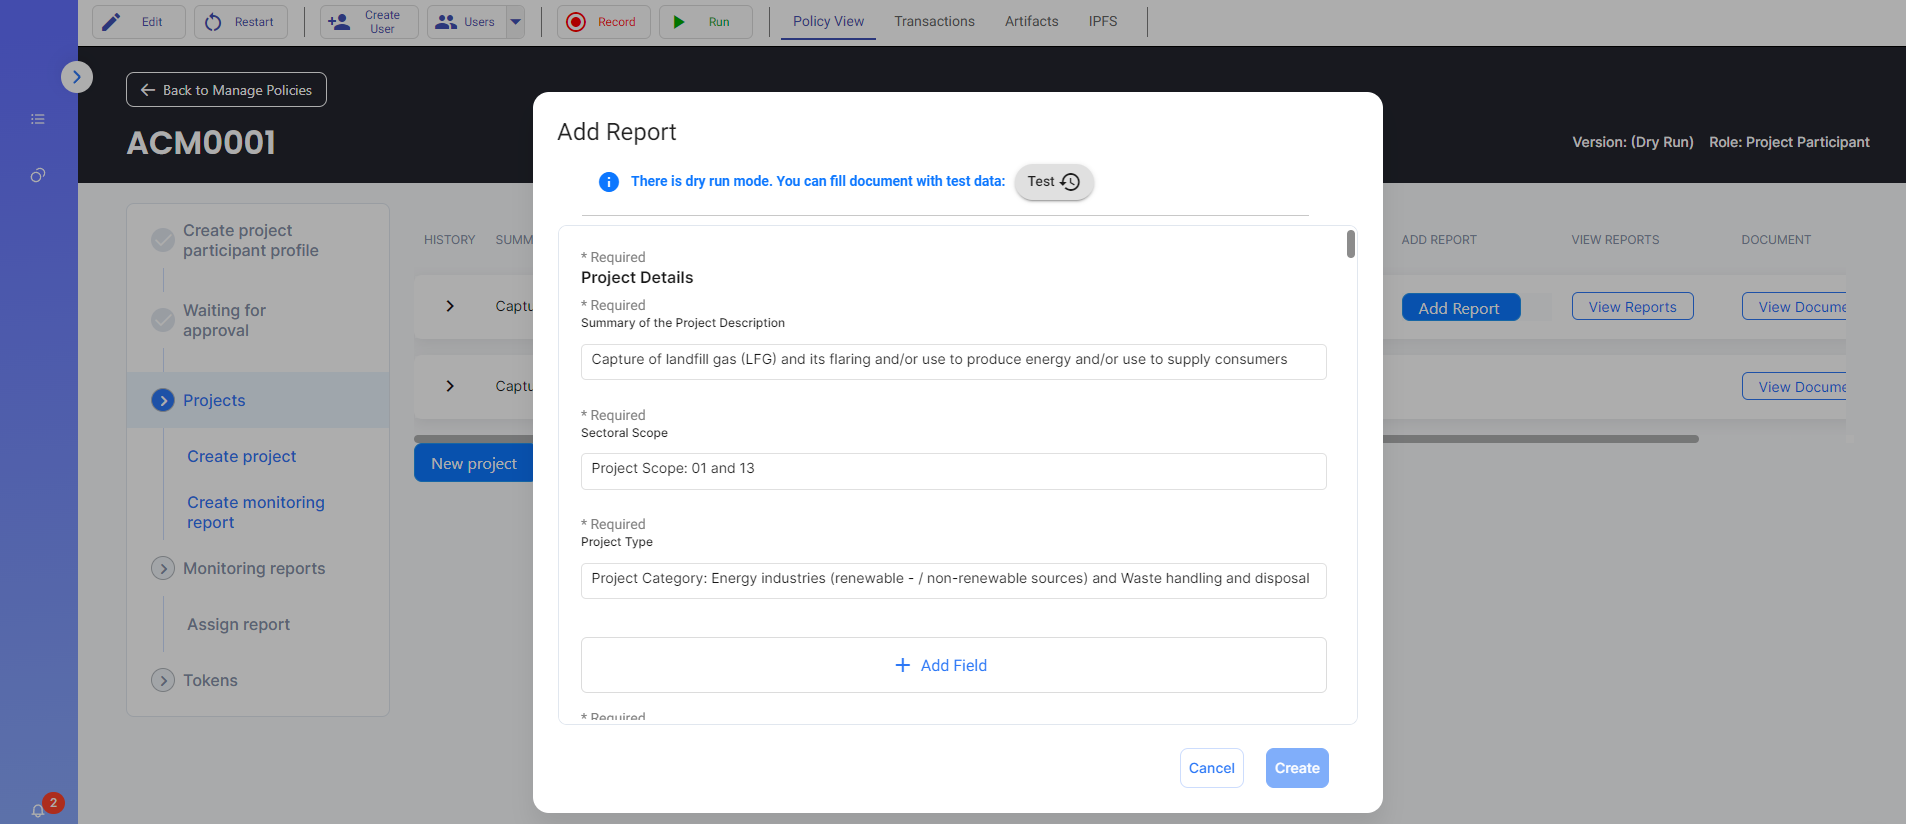 Edit
Restart
Create
User
Users
Record
Run
Policy View
Transactions
Artifacts
IPFS
Back to Manage Policies
ACM0001
Version: (Dry Run)
Role: Project Participant
Create project
participant profile
Waiting for
approval
Projects
Create project
Create monitoring
report
Monitoring reports
Assign report
Tokens
2
HISTORY
SUMM
ADD REPORT
VIEW REPORTS
DOCUMENT
Captu
Add Report
View Reports
View Docume
Captu
View Docume
New project
Add Report
There is dry run mode. You can fill document with test data:
Test
* Required
Project Details
* Required
Summary of the Project Description
Capture of landfill gas (LFG) and its flaring and/or use to produce energy and/or use to supply consumers
* Required
Sectoral Scope
Project Scope: 01 and 13
* Required
Project Type
Project Category: Energy industries (renewable - / non-renewable sources) and Waste handling and disposal
Add Field
* Required
Cancel
Create